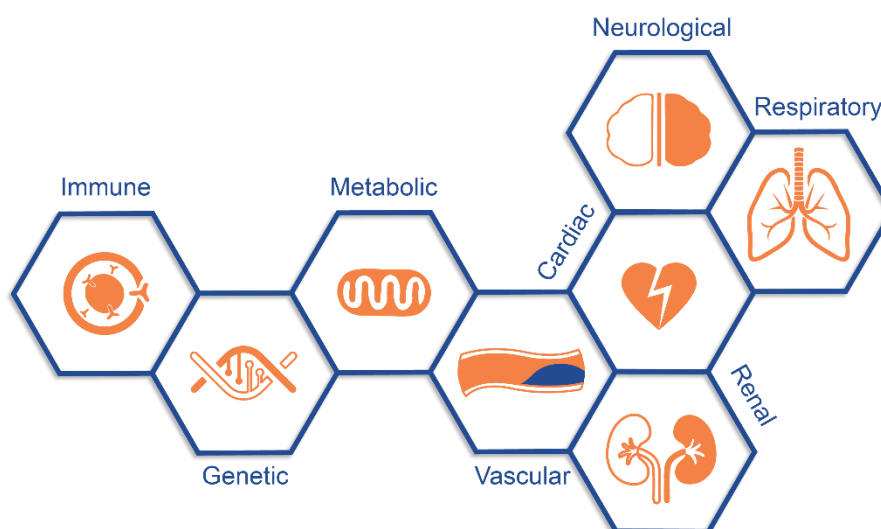 Neurological
Respiratory
Immune
Metabolic
Cardiac
Renal
Genetic
Vascular